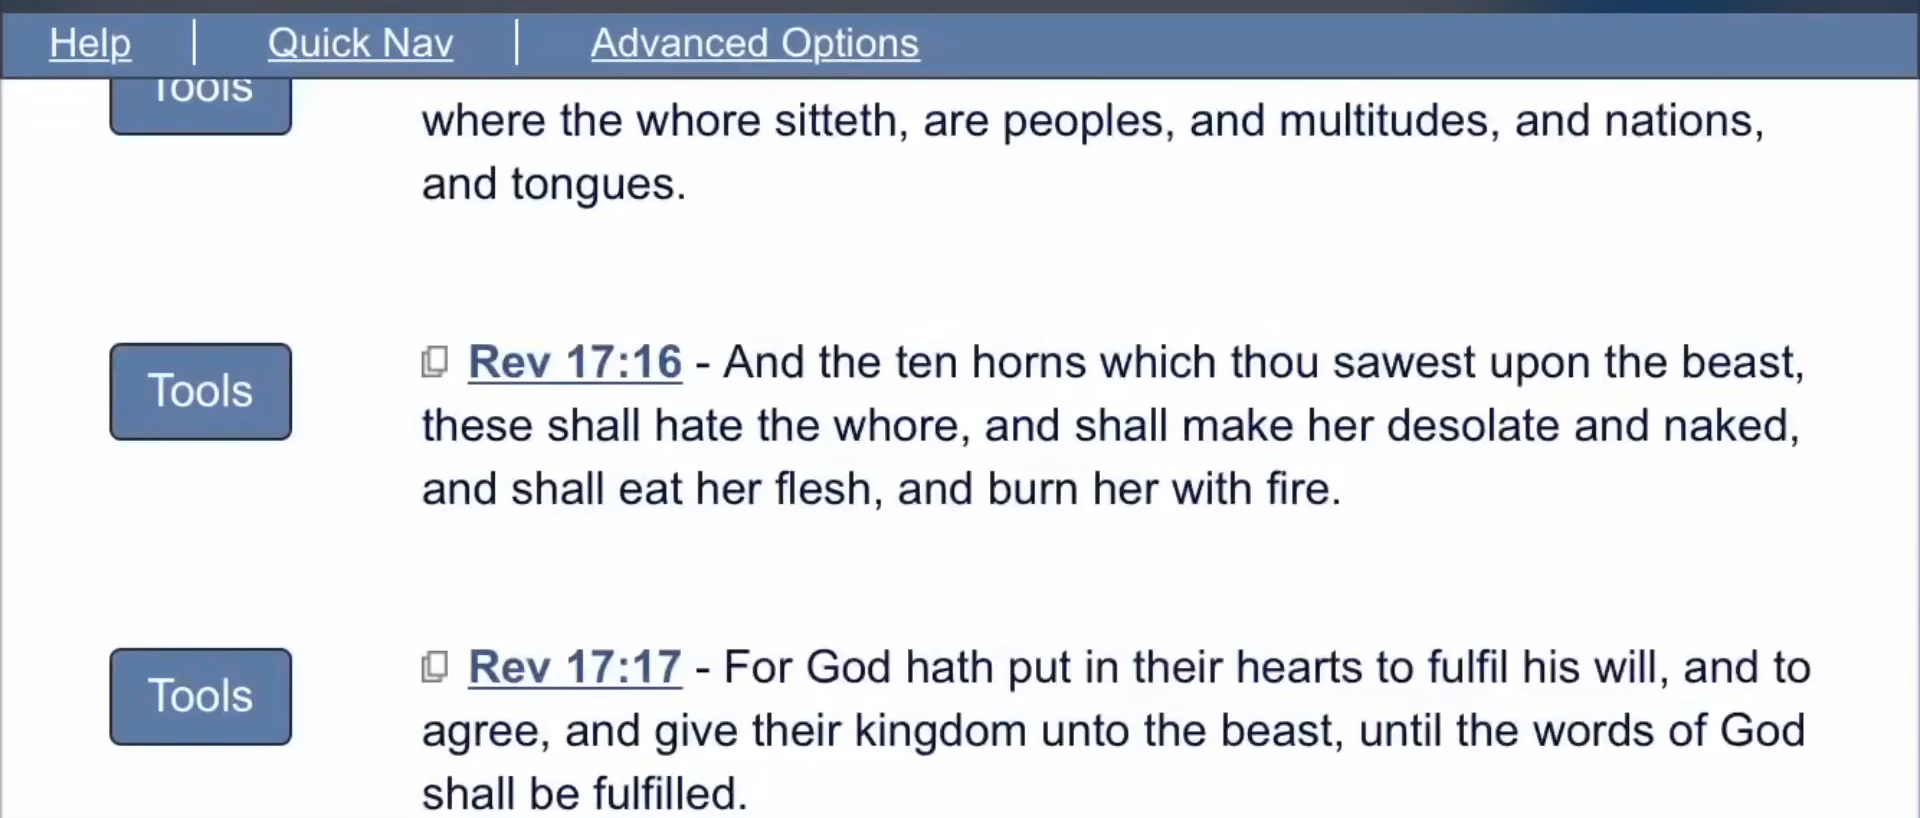 Help | Quick Nav | Advanced Options
Tools
where the whore sitteth, are peoples, and multitudes, and nations,
and tongues.
Tools
Rev 17:16 - And the ten horns which thou sawest upon the beast,
these shall hate the whore, and shall make her desolate and naked,
and shall eat her flesh, and burn her with fire.
Tools
Rev 17:17 - For God hath put in their hearts to fulfil his will, and to
agree, and give their kingdom unto the beast, until the words of God
shall be fulfilled.